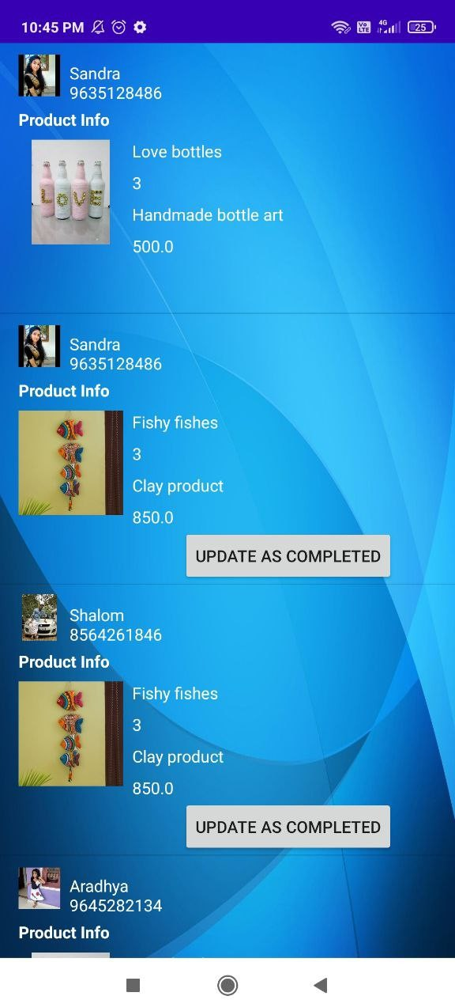 10:45 PM Vo LTE 4G 25
Sandra
9635128486
Product Info
LOVE
Love bottles
3
Handmade bottle art
500.0
Sandra
9635128486
Product Info
Fishy fishes
3
Clay product
850.0
UPDATE AS COMPLETED
Shalom
8564261846
Product Info
Fishy fishes
3
Clay product
850.0
UPDATE AS COMPLETED
Aradhya
9645282134
Product Info